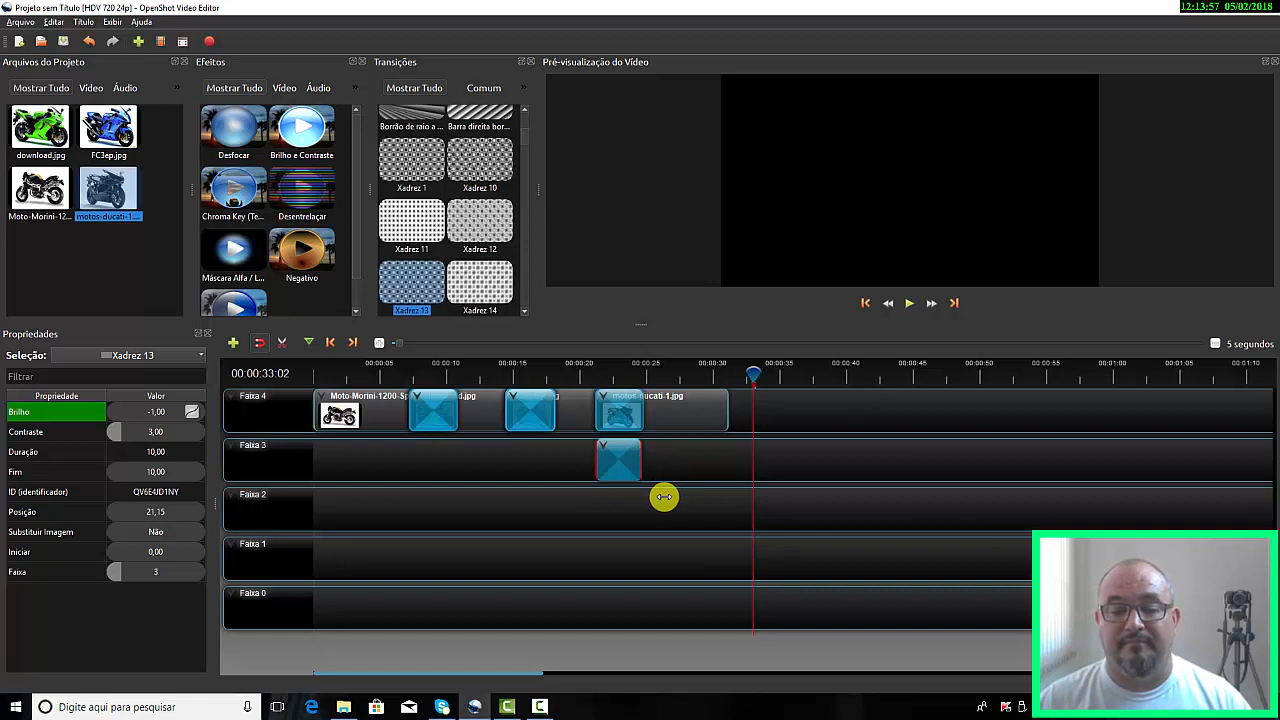 Projeto sem Título [HDV 720 24p] - OpenShot Video Editor
12:13:57 05/02/2018
Arquivo Editar Título Exibir Ajuda
Arquivos do Projeto
Efeitos
Transições
Pré-visualização do Vídeo
Mostrar Tudo Vídeo Áudio »
Mostrar Tudo Vídeo Áudio »
Mostrar Tudo Comum »
Borrão de raio a ... Barra direita bor...
download.jpg FC3ep.jpg
Desfocar Brilho e Contraste
Xadrez 1 Xadrez 10
Moto-Morini-12... motos-ducati-1....
Chroma Key (Te... Desentrelaçar
Xadrez 11 Xadrez 12
Máscara Alfa / L... Negativo
Xadrez 13 Xadrez 14
Propriedades
Seleção: Xadrez 13
Filtrar
Propriedade Valor
Brilho -1,00
Contraste 3,00
Duração 10,00
Fim 10,00
ID (identificador) QV6E4JD1NY
Posição 21,15
Substituir Imagem Não
Iniciar 0,00
Faixa 3
5 segundos
00:00:33:02
00:00:05 00:00:10 00:00:15 00:00:20 00:00:25 00:00:30 00:00:35 00:00:40 00:00:45 00:00:50 00:00:55 00:01:00 00:01:05 00:01:10
Faixa 4
Moto-Morini-1200-Sp
d.jpg
motos-ducati-1.jpg
Faixa 3
Faixa 2
Faixa 1
Faixa 0
Digite aqui para pesquisar